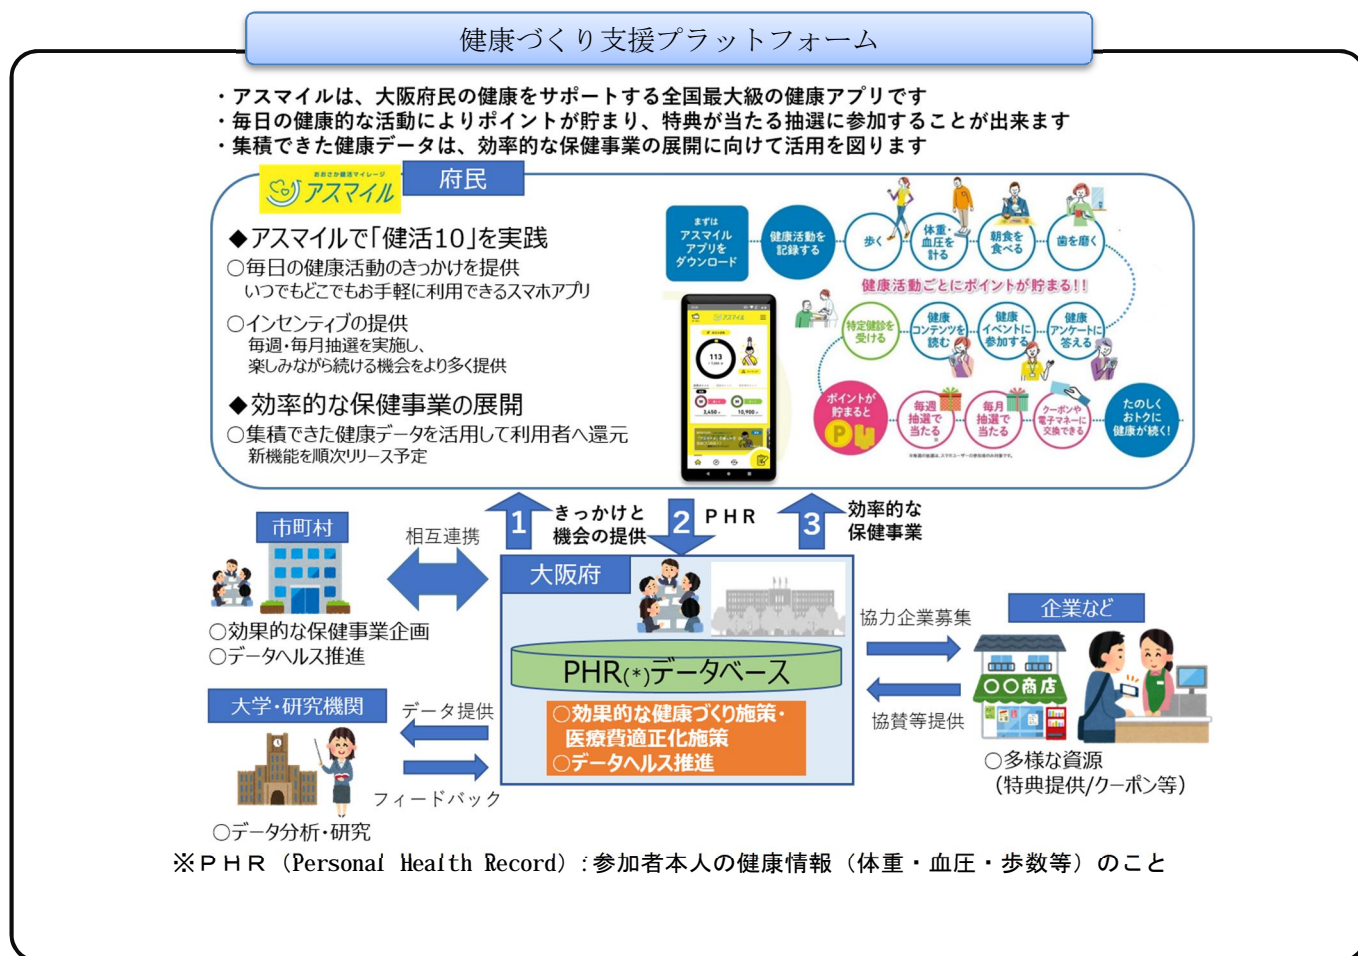 健康づくり支援プラットフォーム
・アスマイルは、大阪府民の健康をサポートする全国最大級の健康アプリです
・毎日の健康的な活動によりポイントが貯まり、特典が当たる抽選に参加することが出来ます
・集積できた健康データは、効率的な保健事業の展開に向けて活用を図ります
おおさか健活マイレージ
アスマイル
府民
◆アスマイルで「健活10」を実践
○毎日の健康活動のきっかけを提供
いつでもどこでもお手軽に利用できるスマホアプリ
○インセンティブの提供
毎週・毎月抽選を実施し、
楽しみながら続ける機会をより多く提供
◆効率的な保健事業の展開
○集積できた健康データを活用して利用者へ還元
新機能を順次リリース予定
まずは
アスマイル
アプリを
ダウンロード
健康活動を
記録する
歩く
体重・
血圧を
計る
朝食を
食べる
歯を磨く
健康活動ごとにポイントが貯まる!!
特定健診を
受ける
健康
コンテンツを
読む
健康
イベントに
参加する
健康
アンケートに
答える
ポイントが
貯まると
P
毎週
抽選で
当たる
※
毎月
抽選で
当たる
クーポンや
電子マネーに
交換できる
たのしく
おトクに
健康が続く!
アスマイル
113
3,450
10,900
1
きっかけと
機会の提供
2
ＰＨＲ
3
効率的な
保健事業
市町村
相互連携
○効果的な保健事業企画
○データヘルス推進
大阪府
PHR(*)データベース
○効果的な健康づくり施策・
医療費適正化施策
○データヘルス推進
協力企業募集
協賛等提供
企業など
○○商店
○多様な資源
（特典提供/クーポン等）
大学・研究機関
データ提供
フィードバック
○データ分析・研究
※ＰＨＲ（Personal Health Record）：参加者本人の健康情報（体重・血圧・歩数等）のこと